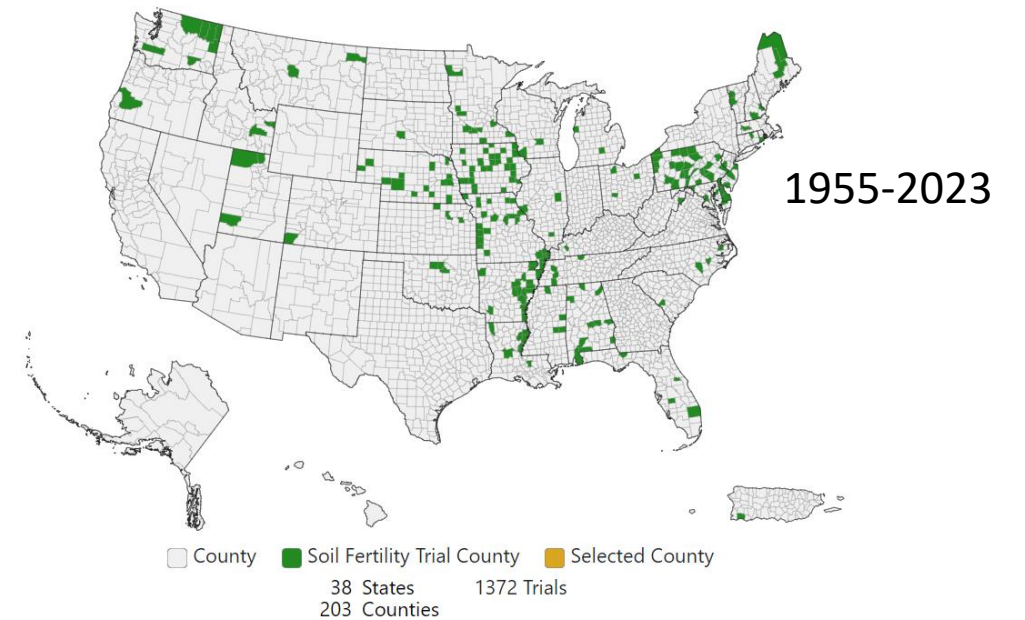 1955-2023
County Soil Fertility Trial County Selected County
38 States 1372 Trials
203 Counties